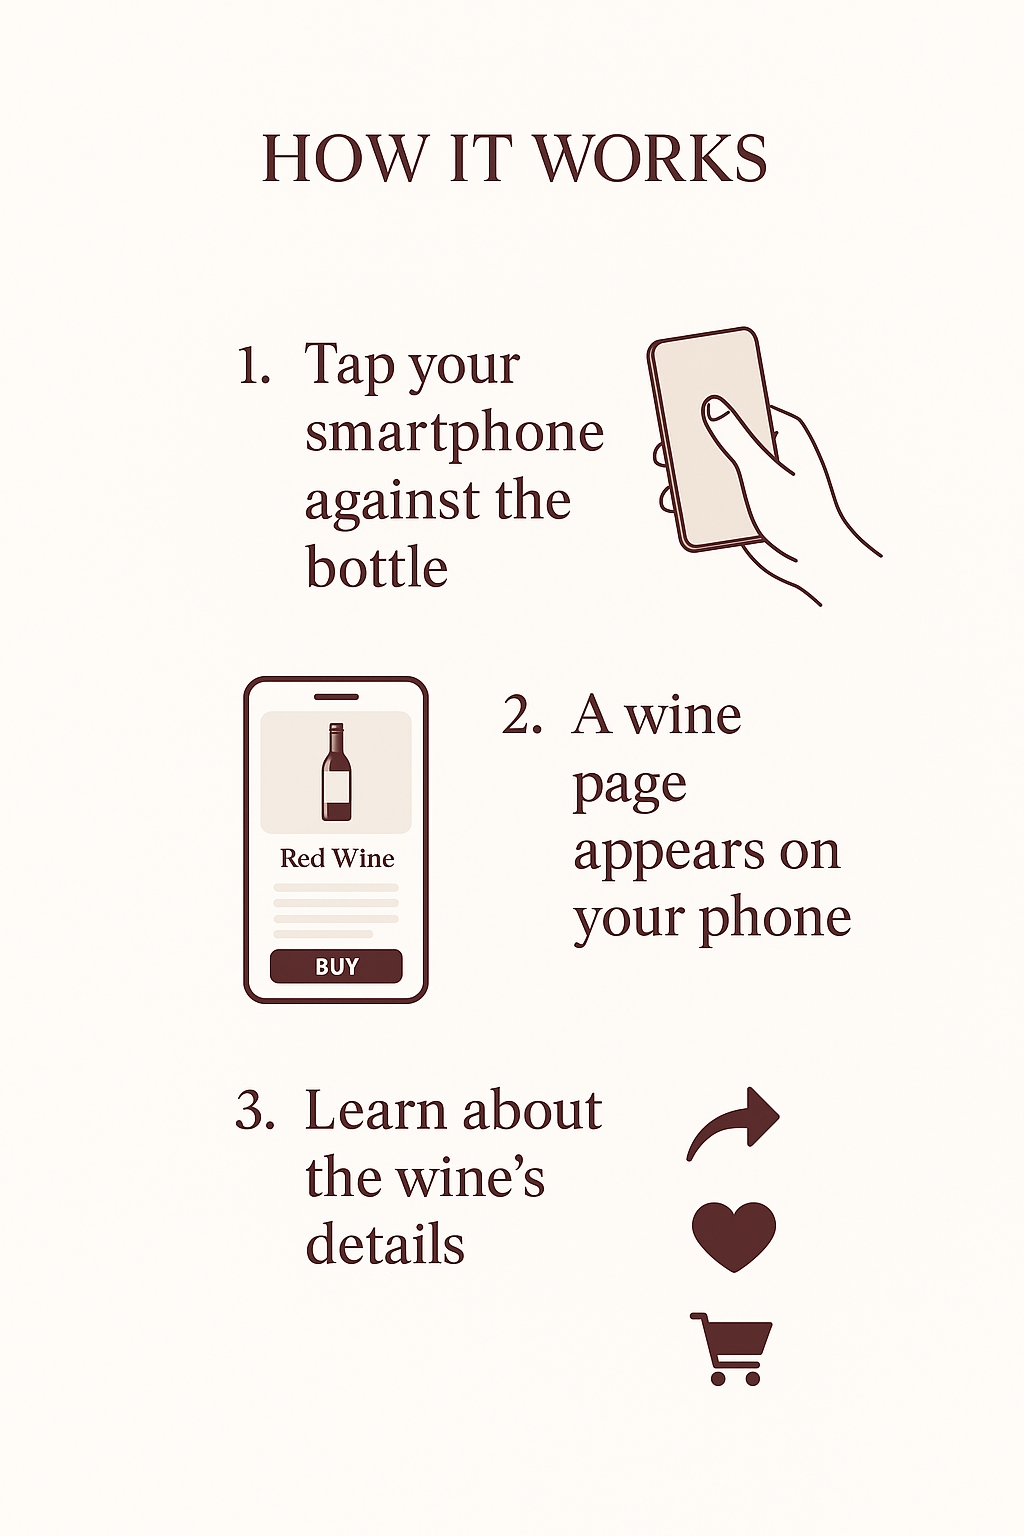 HOW IT WORKS
1. Tap your
smartphone
against the
bottle
2. A wine
page
appears on
your phone
Red Wine
BUY
3. Learn about
the wine’s
details